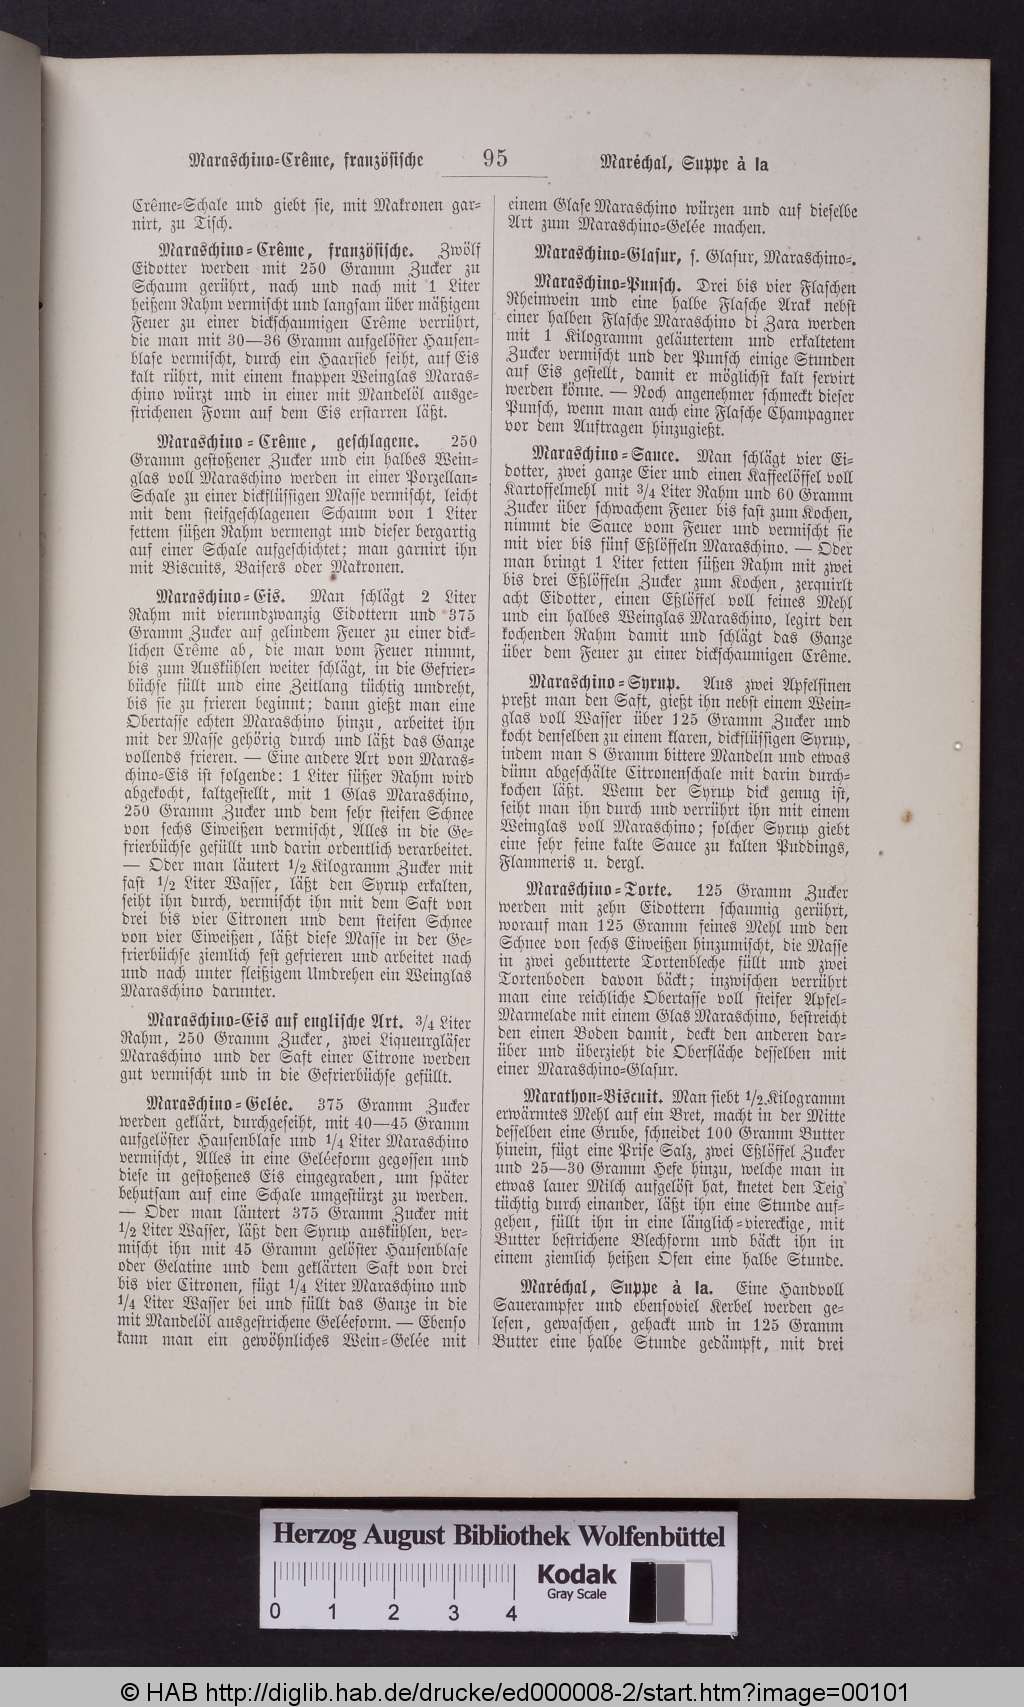 Maraschino-Crême, französische 95 Maréchal, Suppe à la
Crême-Schale und giebt sie, mit Makronen gar-
nirt, zu Tisch.
Maraschino-Crême, französische. Zwölf
Eidotter werden mit 250 Gramm Zucker zu
Schaum gerührt, nach und nach mit 1 Liter
heißem Rahm vermischt und langsam über mäßigem
Feuer zu einer dickschaumigen Crême verrührt,
die man mit 30—36 Gramm aufgelöster Hausen-
blase vermischt, durch ein Haarsieb seiht, auf Eis
kalt rührt, mit einem knappen Weinglas Maras-
chino würzt und in einer mit Mandelöl ausge-
strichenen Form auf dem Eis erstarren läßt.
Maraschino-Crême, geschlagene. 250
Gramm gestoßener Zucker und ein halbes Wein-
glas voll Maraschino werden in einer Porzellan-
Schale zu einer dickflüssigen Masse vermischt, leicht
mit dem steifgeschlagenen Schaum von 1 Liter
fettem süßen Rahm vermengt und dieser bergartig
auf einer Schale aufgeschichtet; man garnirt ihn
mit Biscuits, Baisers oder Makronen.
Maraschino-Eis. Man schlägt 2 Liter
Rahm mit vierundzwanzig Eidottern und 375
Gramm Zucker auf gelindem Feuer zu einer dick-
lichen Crême ab, die man vom Feuer nimmt,
bis zum Auskühlen weiter schlägt, in die Gefrier-
büchse füllt und eine Zeitlang tüchtig umdreht,
bis sie zu frieren beginnt; dann gießt man eine
Obertasse echten Maraschino hinzu, arbeitet ihn
mit der Masse gehörig durch und läßt das Ganze
vollends frieren. — Eine andere Art von Maras-
chino-Eis ist folgende: 1 Liter süßer Rahm wird
abgekocht, kaltgestellt, mit 1 Glas Maraschino,
250 Gramm Zucker und dem sehr steifen Schnee
von sechs Eiweißen vermischt, Alles in die Ge-
frierbüchse gefüllt und darin ordentlich verarbeitet.
— Oder man läutert 1/2 Kilogramm Zucker mit
fast 1/2 Liter Wasser, läßt den Syrup erkalten,
seiht ihn durch, vermischt ihn mit dem Saft von
drei bis vier Citronen und dem steifen Schnee
von vier Eiweißen, läßt diese Masse in der Ge-
frierbüchse ziemlich fest gefrieren und arbeitet nach
und nach unter fleißigem Umdrehen ein Weinglas
Maraschino darunter.
Maraschino-Eis auf englische Art. 3/4 Liter
Rahm, 250 Gramm Zucker, zwei Liqueurgläser
Maraschino und der Saft einer Citrone werden
gut vermischt und in die Gefrierbüchse gefüllt.
Maraschino-Gelée. 375 Gramm Zucker
werden geklärt, durchgeseiht, mit 40—45 Gramm
aufgelöster Hausenblase und 1/4 Liter Maraschino
vermischt, Alles in eine Geléeform gegossen und
diese in gestoßenes Eis eingegraben, um später
behutsam auf eine Schale umgestürzt zu werden.
— Oder man läutert 375 Gramm Zucker mit
1/2 Liter Wasser, läßt den Syrup auskühlen, ver-
mischt ihn mit 45 Gramm gelöster Hausenblase
oder Gelatine und dem geklärten Saft von drei
bis vier Citronen, fügt 1/4 Liter Maraschino und
1/4 Liter Wasser bei und füllt das Ganze in die
mit Mandelöl ausgestrichene Geléeform. — Ebenso
kann man ein gewöhnliches Wein-Gelée mit
einem Glase Maraschino würzen und auf dieselbe
Art zum Maraschino-Gelée machen.
Maraschino-Glasur, s. Glasur, Maraschino-.
Maraschino-Punsch. Drei bis vier Flaschen
Rheinwein und eine halbe Flasche Arak nebst
einer halben Flasche Maraschino di Zara werden
mit 1 Kilogramm geläutertem und erkaltetem
Zucker vermischt und der Punsch einige Stunden
auf Eis gestellt, damit er möglichst kalt servirt
werden könne. — Noch angenehmer schmeckt dieser
Punsch, wenn man auch eine Flasche Champagner
vor dem Auftragen hinzugießt.
Maraschino-Sauce. Man schlägt vier Ei-
dotter, zwei ganze Eier und einen Kaffeelöffel voll
Kartoffelmehl mit 3/4 Liter Rahm und 60 Gramm
Zucker über schwachem Feuer bis fast zum Kochen,
nimmt die Sauce vom Feuer und vermischt sie
mit vier bis fünf Eßlöffeln Maraschino. — Oder
man bringt 1 Liter fetten süßen Rahm mit zwei
bis drei Eßlöffeln Zucker zum Kochen, zerquirlt
acht Eidotter, einen Eßlöffel voll feines Mehl
und ein halbes Weinglas Maraschino, legirt den
kochenden Rahm damit und schlägt das Ganze
über dem Feuer zu einer dickschaumigen Crême.
Maraschino-Syrup. Aus zwei Apfelsinen
preßt man den Saft, gießt ihn nebst einem Wein-
glas voll Wasser über 125 Gramm Zucker und
kocht denselben zu einem klaren, dickflüssigen Syrup,
indem man 8 Gramm bittere Mandeln und etwas
dünn abgeschälte Citronenschale mit darin durch-
kochen läßt. Wenn der Syrup dick genug ist,
seiht man ihn durch und verrührt ihn mit einem
Weinglas voll Maraschino; solcher Syrup giebt
eine sehr feine kalte Sauce zu kalten Puddings,
Flammeris u. dergl.
Maraschino-Torte. 125 Gramm Zucker
werden mit zehn Eidottern schaumig gerührt,
worauf man 125 Gramm feines Mehl und den
Schnee von sechs Eiweißen hinzumischt, die Masse
in zwei gebutterte Tortenbleche füllt und zwei
Tortenboden davon bäckt; inzwischen verrührt
man eine reichliche Obertasse voll steifer Apfel-
Marmelade mit einem Glas Maraschino, bestreicht
den einen Boden damit, deckt den anderen dar-
über und überzieht die Oberfläche desselben mit
einer Maraschino-Glasur.
Marathon-Biscuit. Man siebt 1/2 Kilogramm
erwärmtes Mehl auf ein Bret, macht in der Mitte
desselben eine Grube, schneidet 100 Gramm Butter
hinein, fügt eine Prise Salz, zwei Eßlöffel Zucker
und 25—30 Gramm Hefe hinzu, welche man in
etwas lauer Milch aufgelöst hat, knetet den Teig
tüchtig durch einander, läßt ihn eine Stunde auf-
gehen, füllt ihn in eine länglich-viereckige, mit
Butter bestrichene Blechform und bäckt ihn in
einem ziemlich heißen Ofen eine halbe Stunde.
Maréchal, Suppe à la. Eine Handvoll
Sauerampfer und ebensoviel Kerbel werden ge-
lesen, gewaschen, gehackt und in 125 Gramm
Butter eine halbe Stunde gedämpft, mit drei
Herzog August Bibliothek Wolfenbüttel
0 1 2 3 4
Kodak
Gray Scale
© HAB http://diglib.hab.de/drucke/ed000008-2/start.htm?image=00101